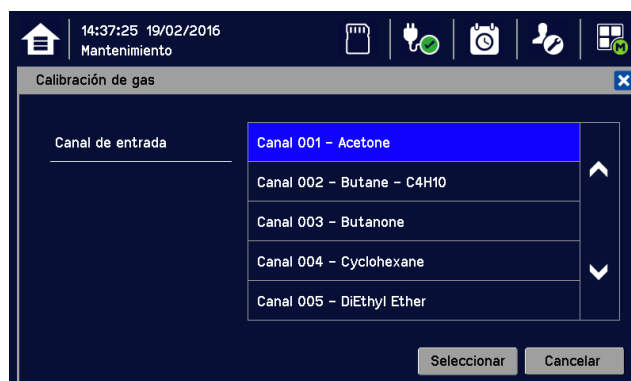 14:37:25 19/02/2016
Mantenimiento
M
Calibración de gas
Canal de entrada
Canal 001 – Acetone
Canal 002 – Butane – C4H10
Canal 003 – Butanone
Canal 004 – Cyclohexane
Canal 005 – DiEthyl Ether
Seleccionar
Cancelar